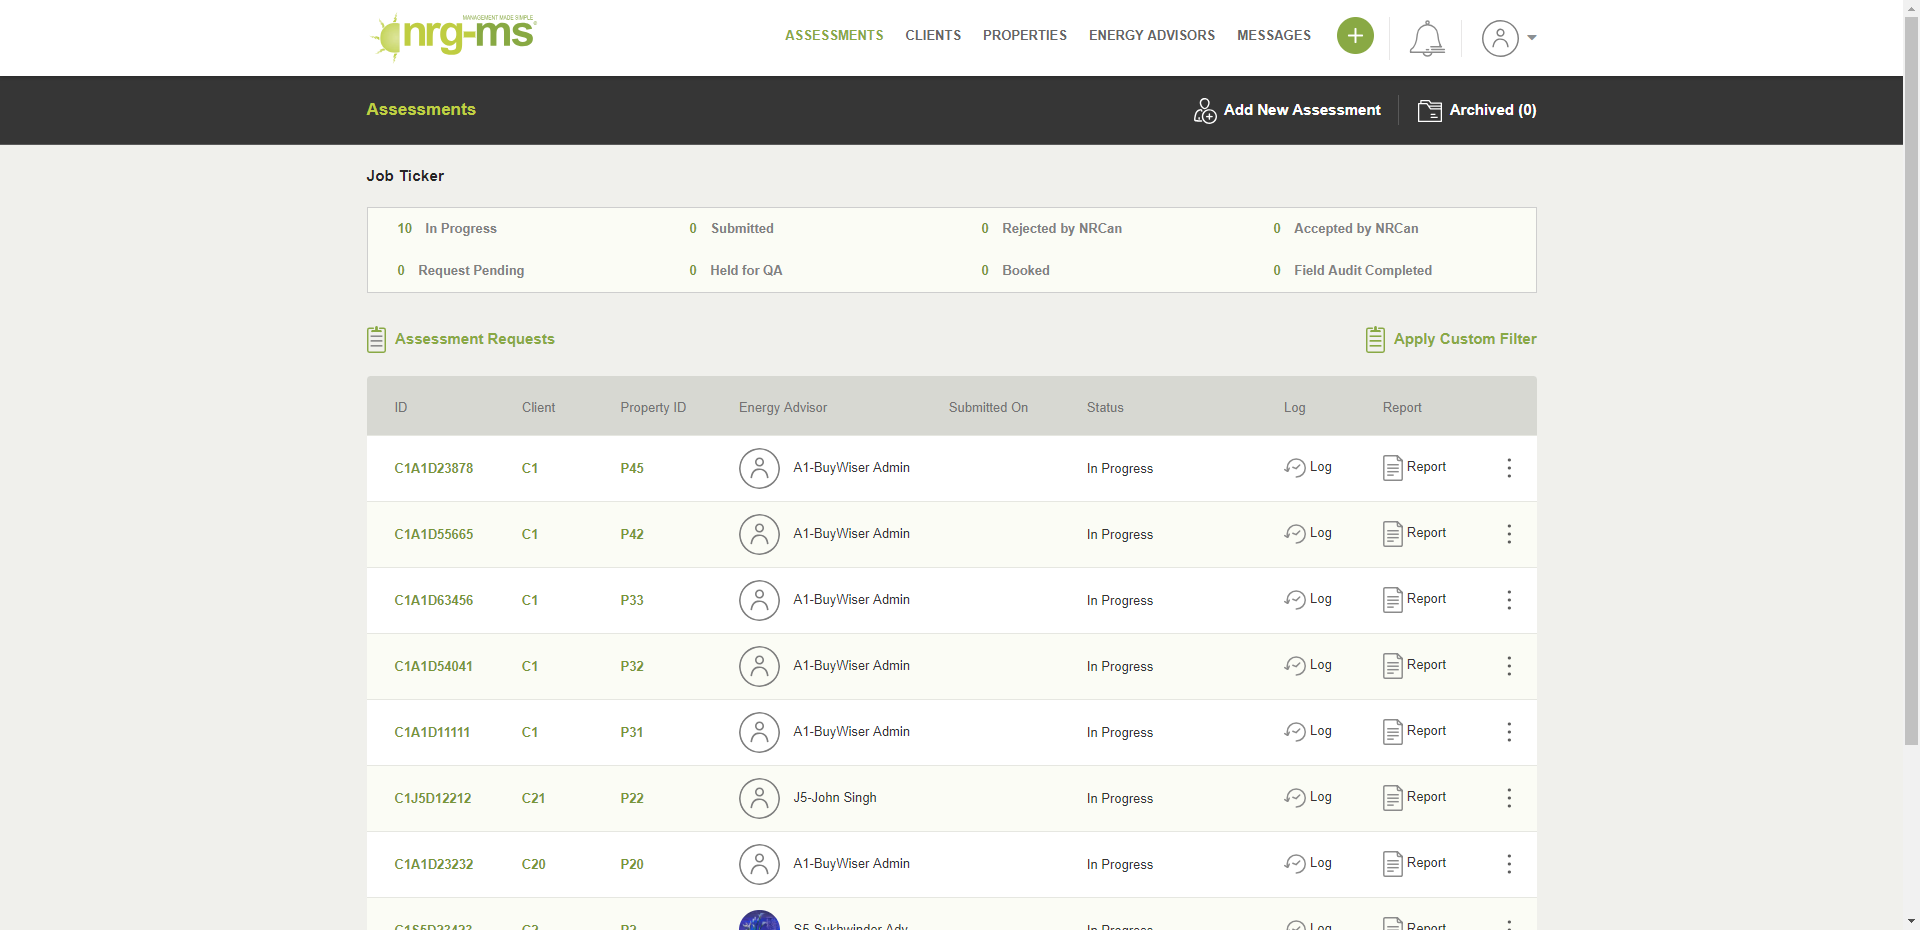 MANAGEMENT MADE SIMPLE
nrg-ms
ASSESSMENTS CLIENTS PROPERTIES ENERGY ADVISORS MESSAGES
Assessments Add New Assessment Archived (0)
Job Ticker
10 In Progress 0 Submitted 0 Rejected by NRCan 0 Accepted by NRCan
0 Request Pending 0 Held for QA 0 Booked 0 Field Audit Completed
Assessment Requests Apply Custom Filter
ID Client Property ID Energy Advisor Submitted On Status Log Report
C1A1D23878 C1 P45 A1-BuyWiser Admin In Progress Log Report
C1A1D55665 C1 P42 A1-BuyWiser Admin In Progress Log Report
C1A1D63456 C1 P33 A1-BuyWiser Admin In Progress Log Report
C1A1D54041 C1 P32 A1-BuyWiser Admin In Progress Log Report
C1A1D11111 C1 P31 A1-BuyWiser Admin In Progress Log Report
C1J5D12212 C21 P22 J5-John Singh In Progress Log Report
C1A1D23232 C20 P20 A1-BuyWiser Admin In Progress Log Report
S5-Sukhwinder Adv In Progress Log Report